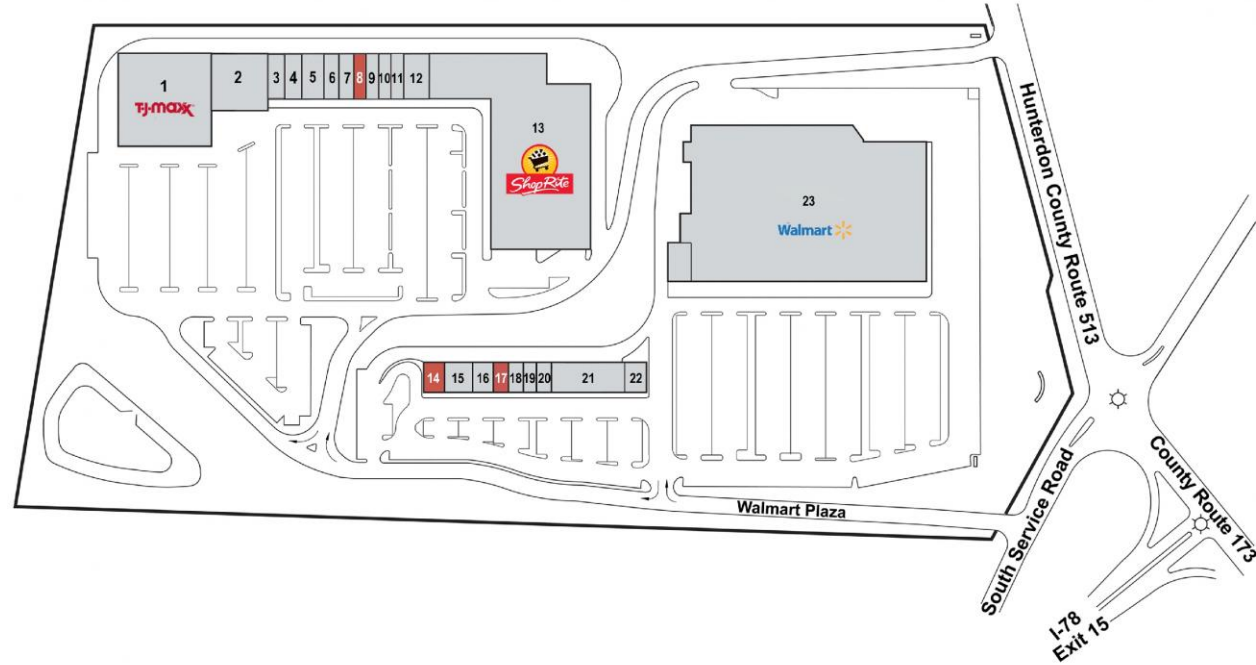 1
T·J·maxx
2
3
4
5
6
7
8
9
10
11
12
13
ShopRite
23
Walmart
Hunterdon County Route 513
14
15
16
17
18
19
20
21
22
Walmart Plaza
South Service Road
County Route 173
I-78
Exit 15